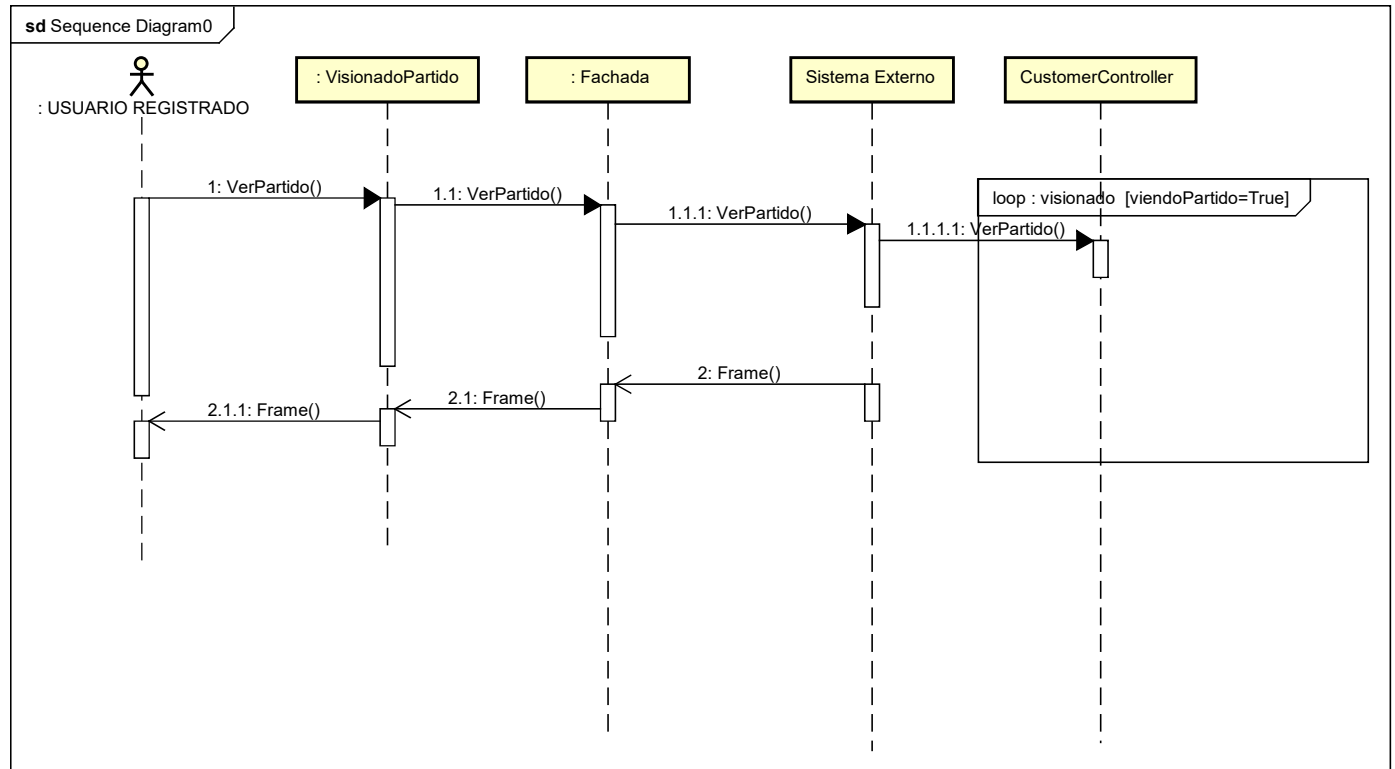 sd Sequence Diagram0
: USUARIO REGISTRADO
: VisionadoPartido
: Fachada
Sistema Externo
CustomerController
1: VerPartido()
1.1: VerPartido()
1.1.1: VerPartido()
loop : visionado [viendoPartido=True]
1.1.1.1: VerPartido()
2: Frame()
2.1: Frame()
2.1.1: Frame()